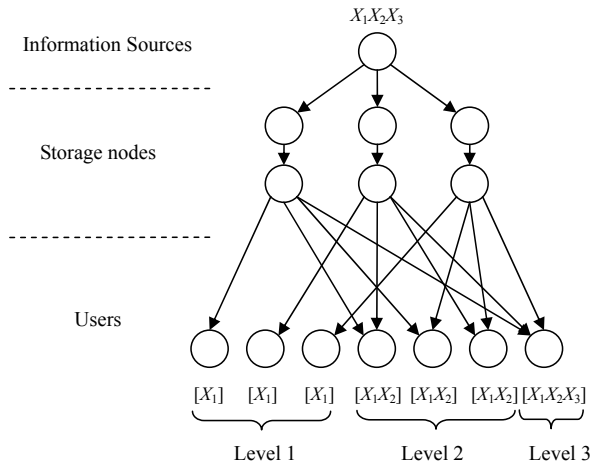 X₁X₂X₃
Information Sources
Storage nodes
Users
[X₁] [X₁] [X₁] [X₁X₂] [X₁X₂] [X₁X₂] [X₁X₂X₃]
Level 1 Level 2 Level 3